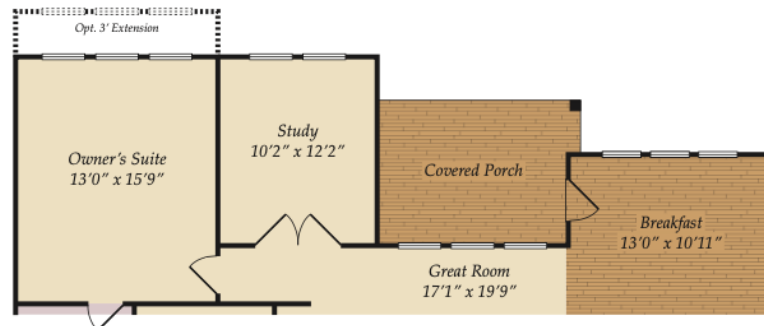 Opt. 3' Extension
Study
10'2" x 12'2"
Owner's Suite
13'0" x 15'9"
Covered Porch
Breakfast
13'0" x 10'11"
Great Room
17'1" x 19'9"